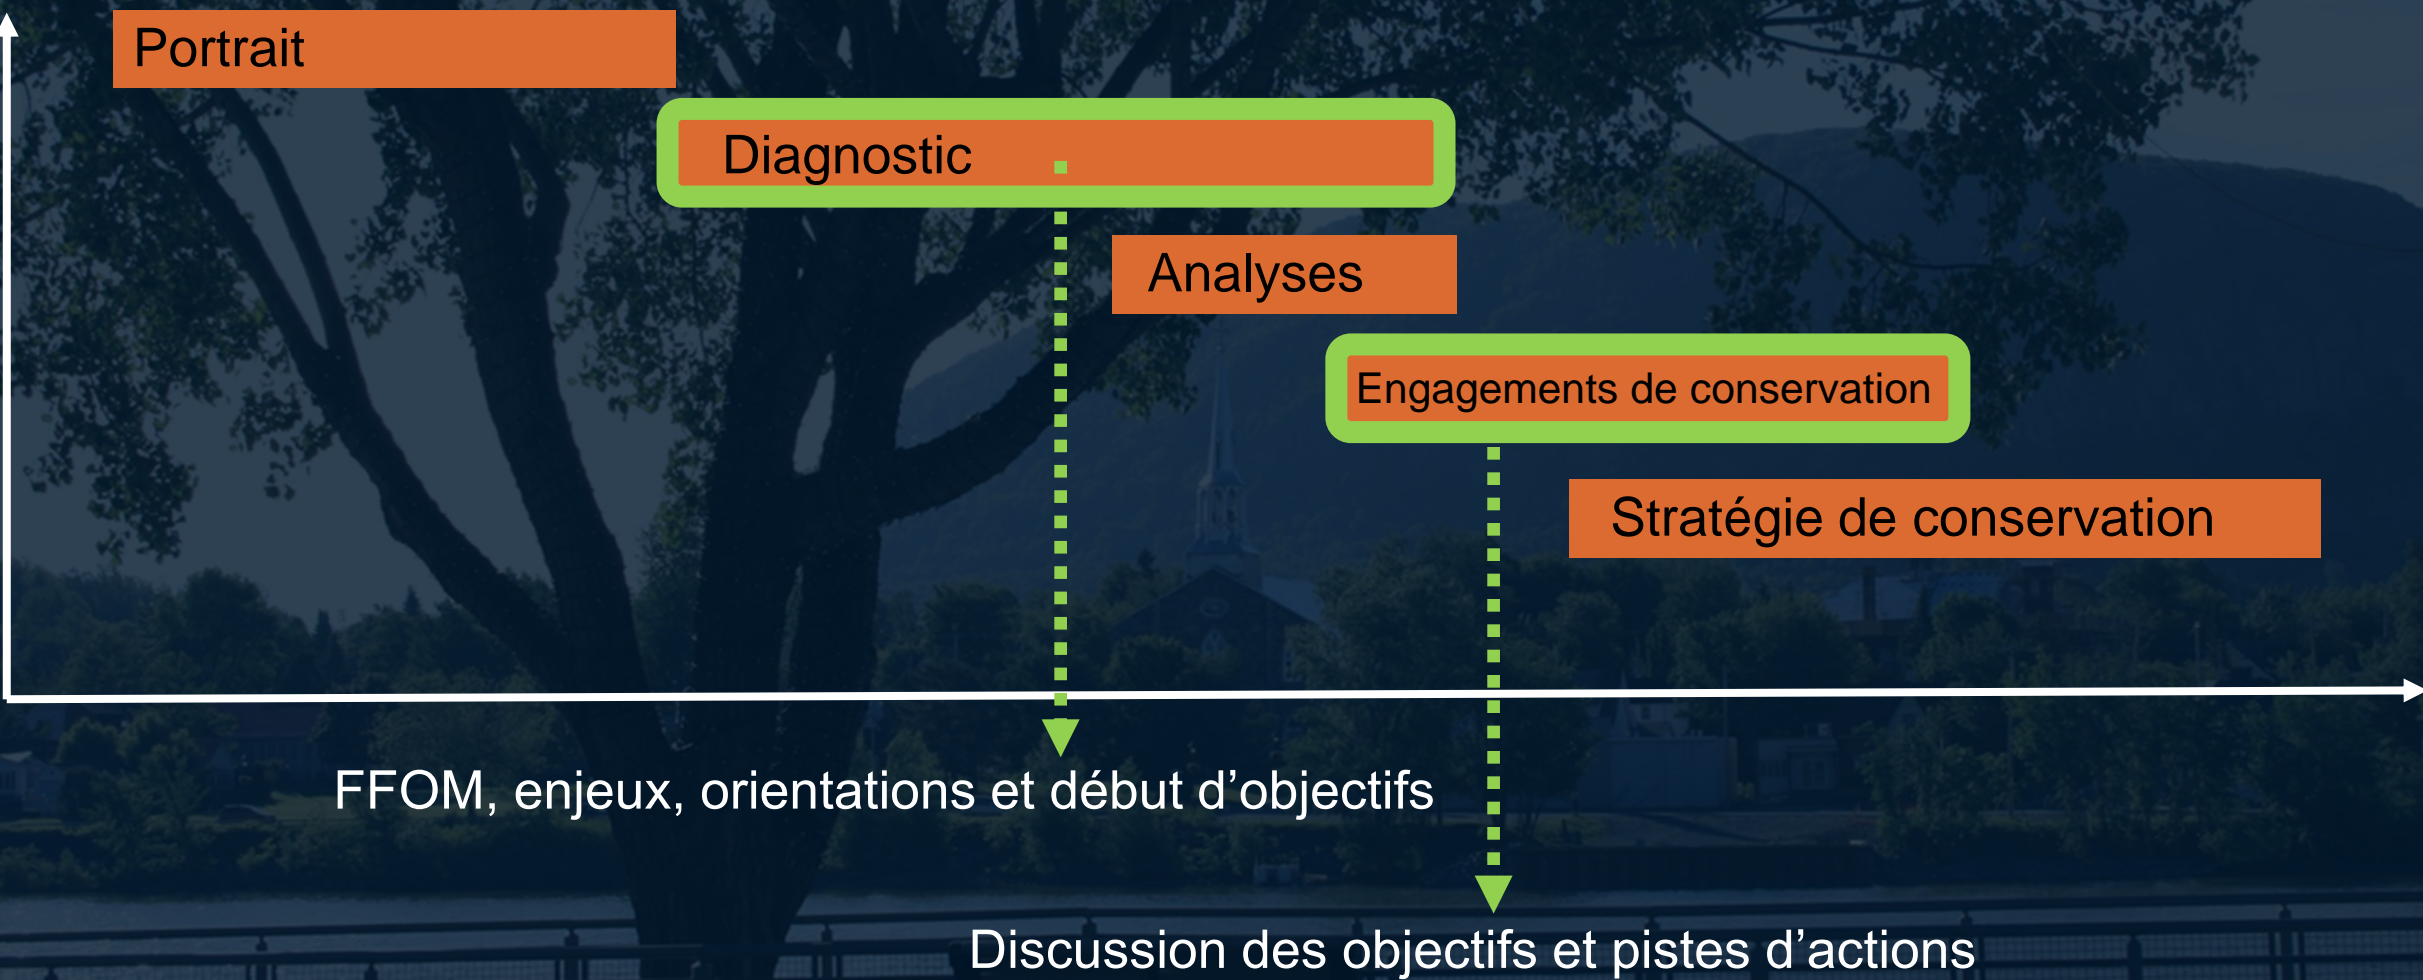 Portrait
Diagnostic
Analyses
Engagements de conservation
Stratégie de conservation
FFOM, enjeux, orientations et début d’objectifs
Discussion des objectifs et pistes d’actions